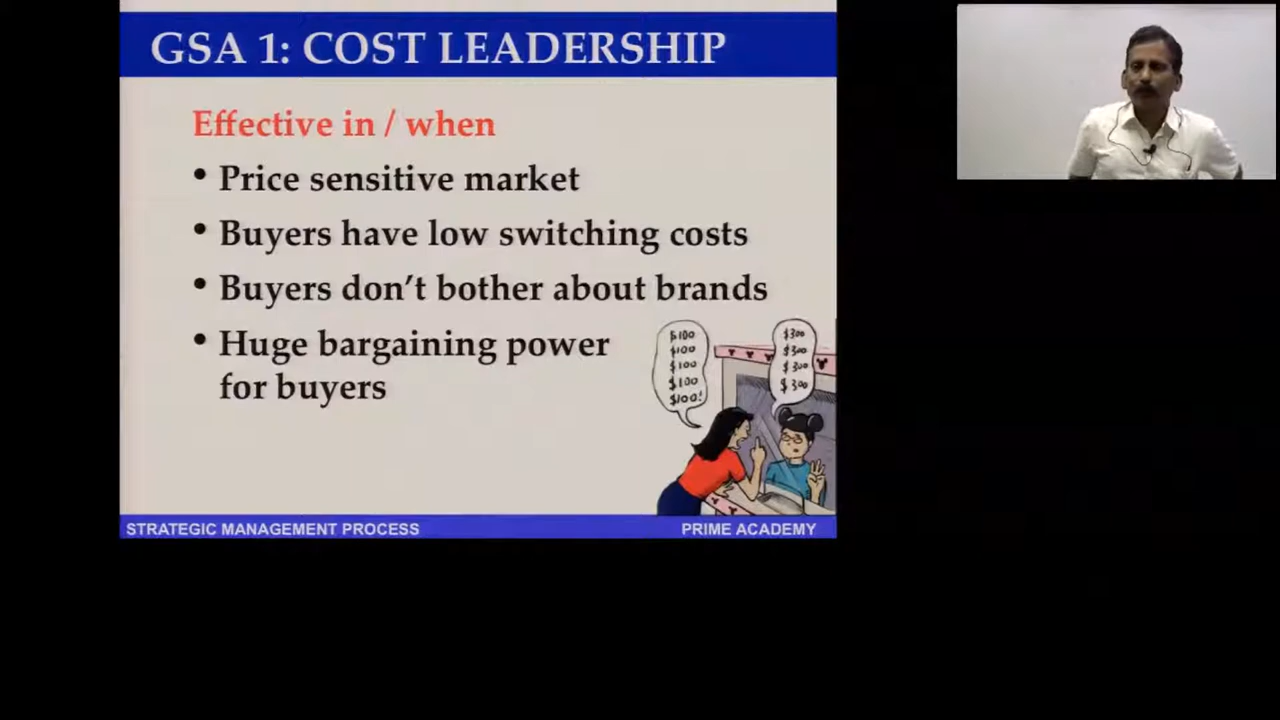 GSA 1: COST LEADERSHIP
Effective in / when
• Price sensitive market
• Buyers have low switching costs
• Buyers don't bother about brands
• Huge bargaining power
for buyers
$100
$100
$100
$100
$100!
$300
$300
$300
$300
STRATEGIC MANAGEMENT PROCESS
PRIME ACADEMY